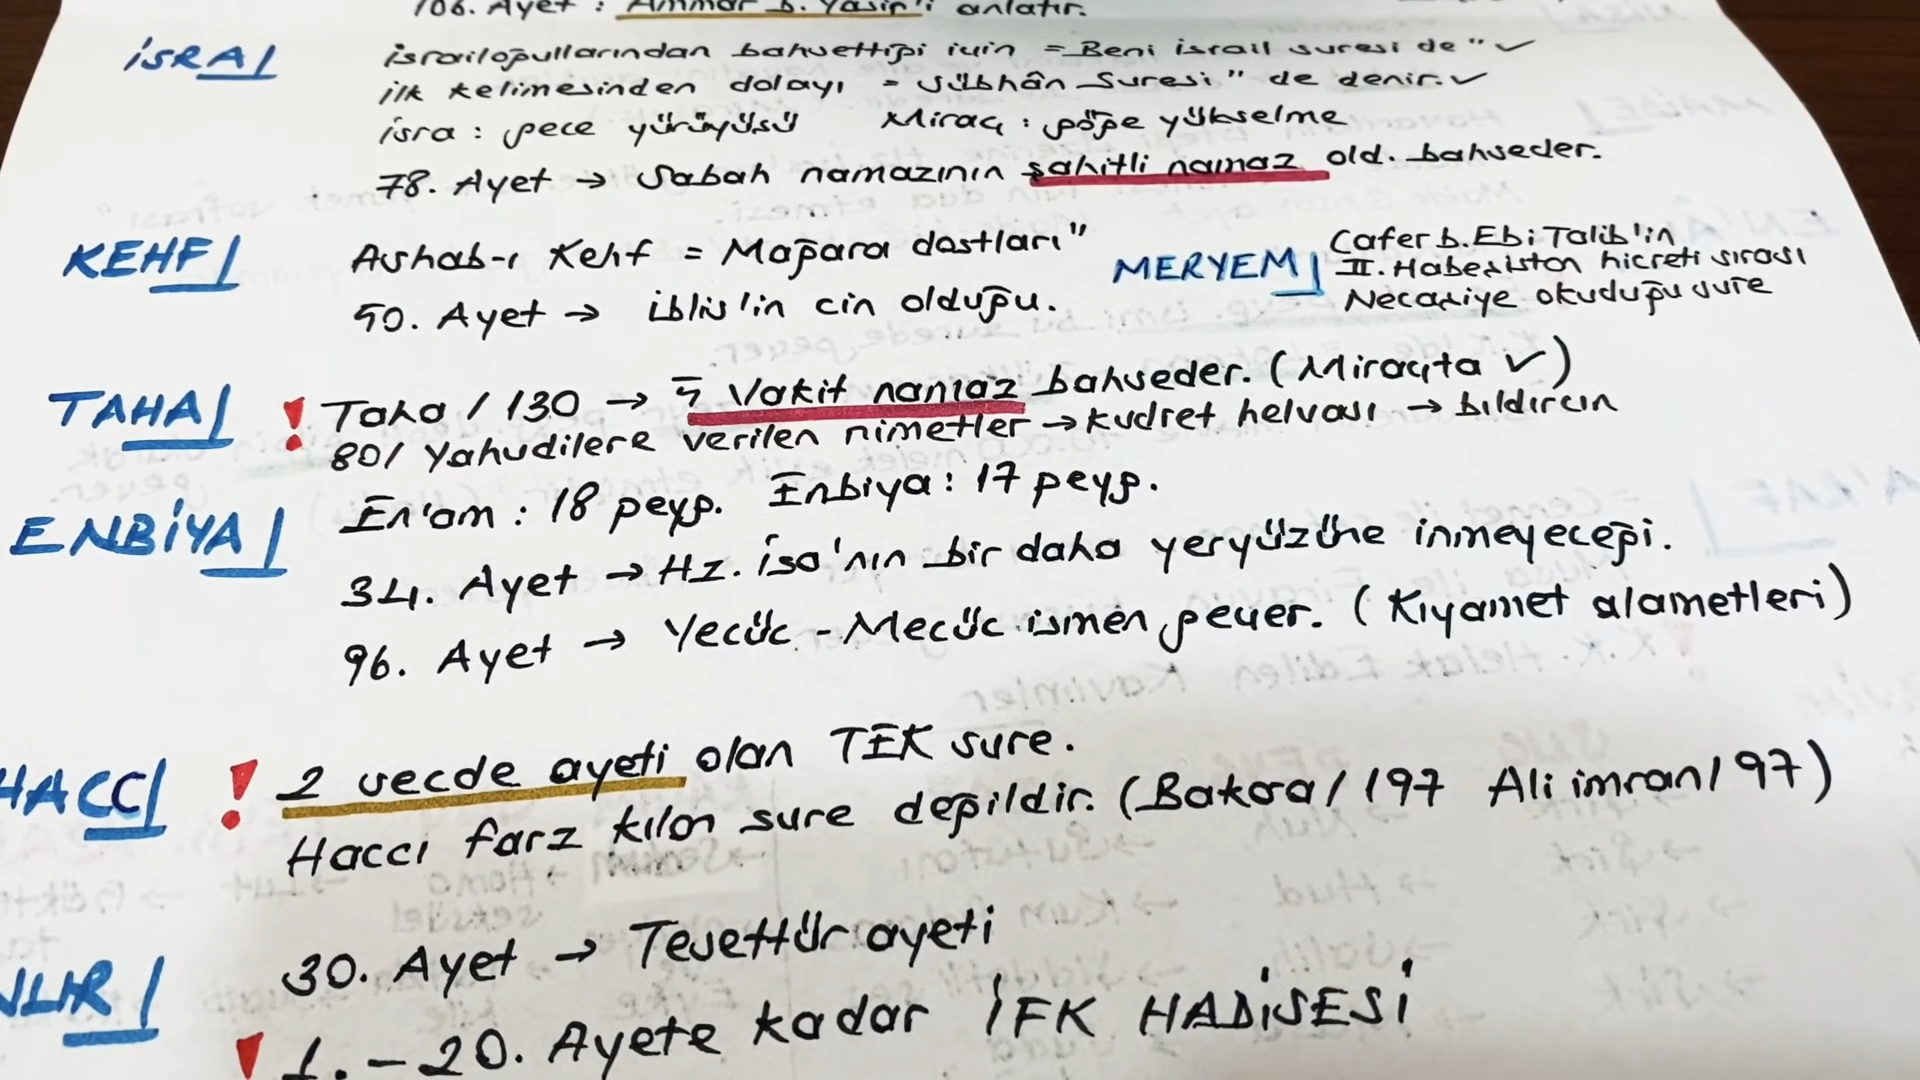 106. Ayet : Ammar b. Yasir'i anlatır.
İSRA
İsrailoğullarından bahsettiği için = Beni İsrail suresi de " ✓
ilk kelimesinden dolayı = Sübhân Suresi" de denir. ✓
isra : gece yürüyüşü Miraç : göğe yükselme
78. Ayet → Sabah namazının şahitli namaz old. bahseder.
KEHF
Ashab-ı Kehf = Mağara dostları"
50. Ayet → iblis'in cin olduğu.
MERYEM
Cafer b. Ebi Talib'in
II. Habeşistan hicreti sırası
Necaşiye okuduğu sure
TAHA
! Taha / 130 → 5 Vakit namaz bahseder. (Miraçta ✓)
80/ Yahudilere verilen nimetler → kudret helvası → bıldırcın
ENBİYA
En'am : 18 peyg. Enbiya : 17 peyg.
34. Ayet → Hz. İsa'nın bir daha yeryüzüne inmeyeceği.
96. Ayet → Yecüc - Mecüc ismen geçer. (Kıyamet alametleri)
HACC
! 2 secde ayeti olan TEK sure.
Haccı farz kılan sure değildir. (Bakara / 197 Ali imran / 97)
NUR
30. Ayet → Tesettür ayeti
! 1. - 20. Ayete kadar İFK HADİSESİ